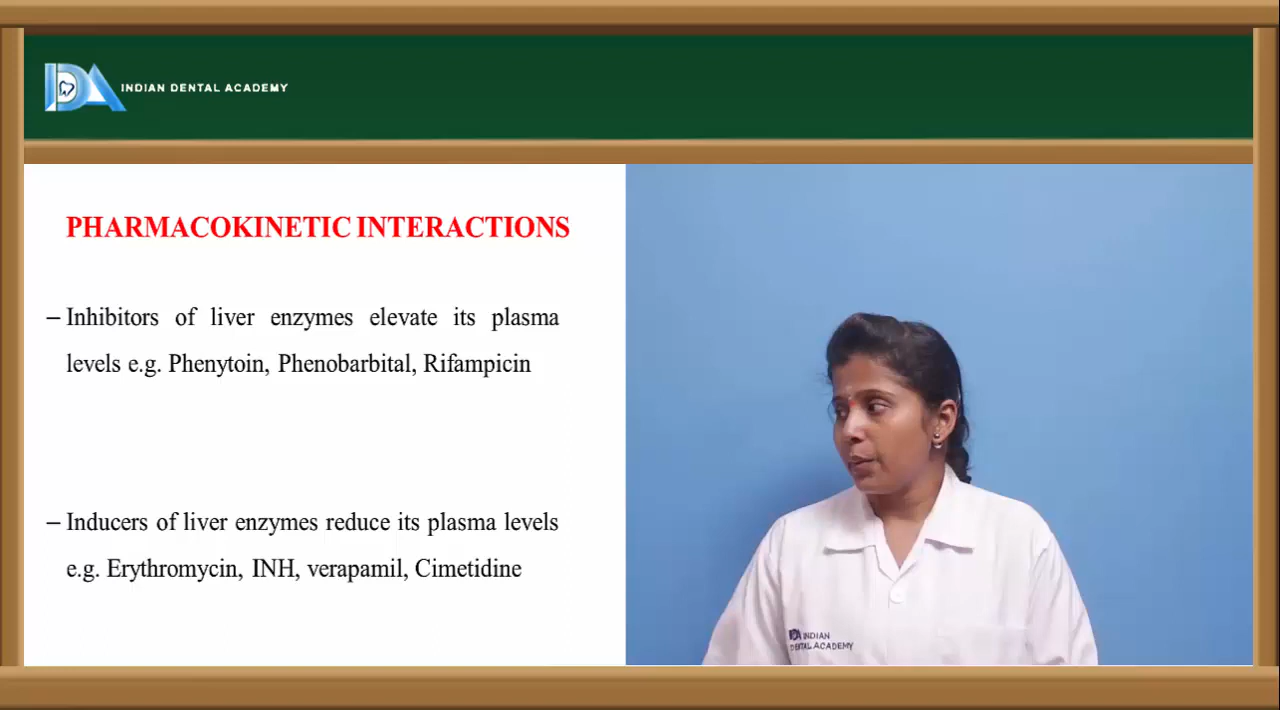 INDIAN DENTAL ACADEMY
PHARMACOKINETIC INTERACTIONS
– Inhibitors of liver enzymes elevate its plasma
levels e.g. Phenytoin, Phenobarbital, Rifampicin
– Inducers of liver enzymes reduce its plasma levels
e.g. Erythromycin, INH, verapamil, Cimetidine
IDA INDIAN
DENTAL ACADEMY